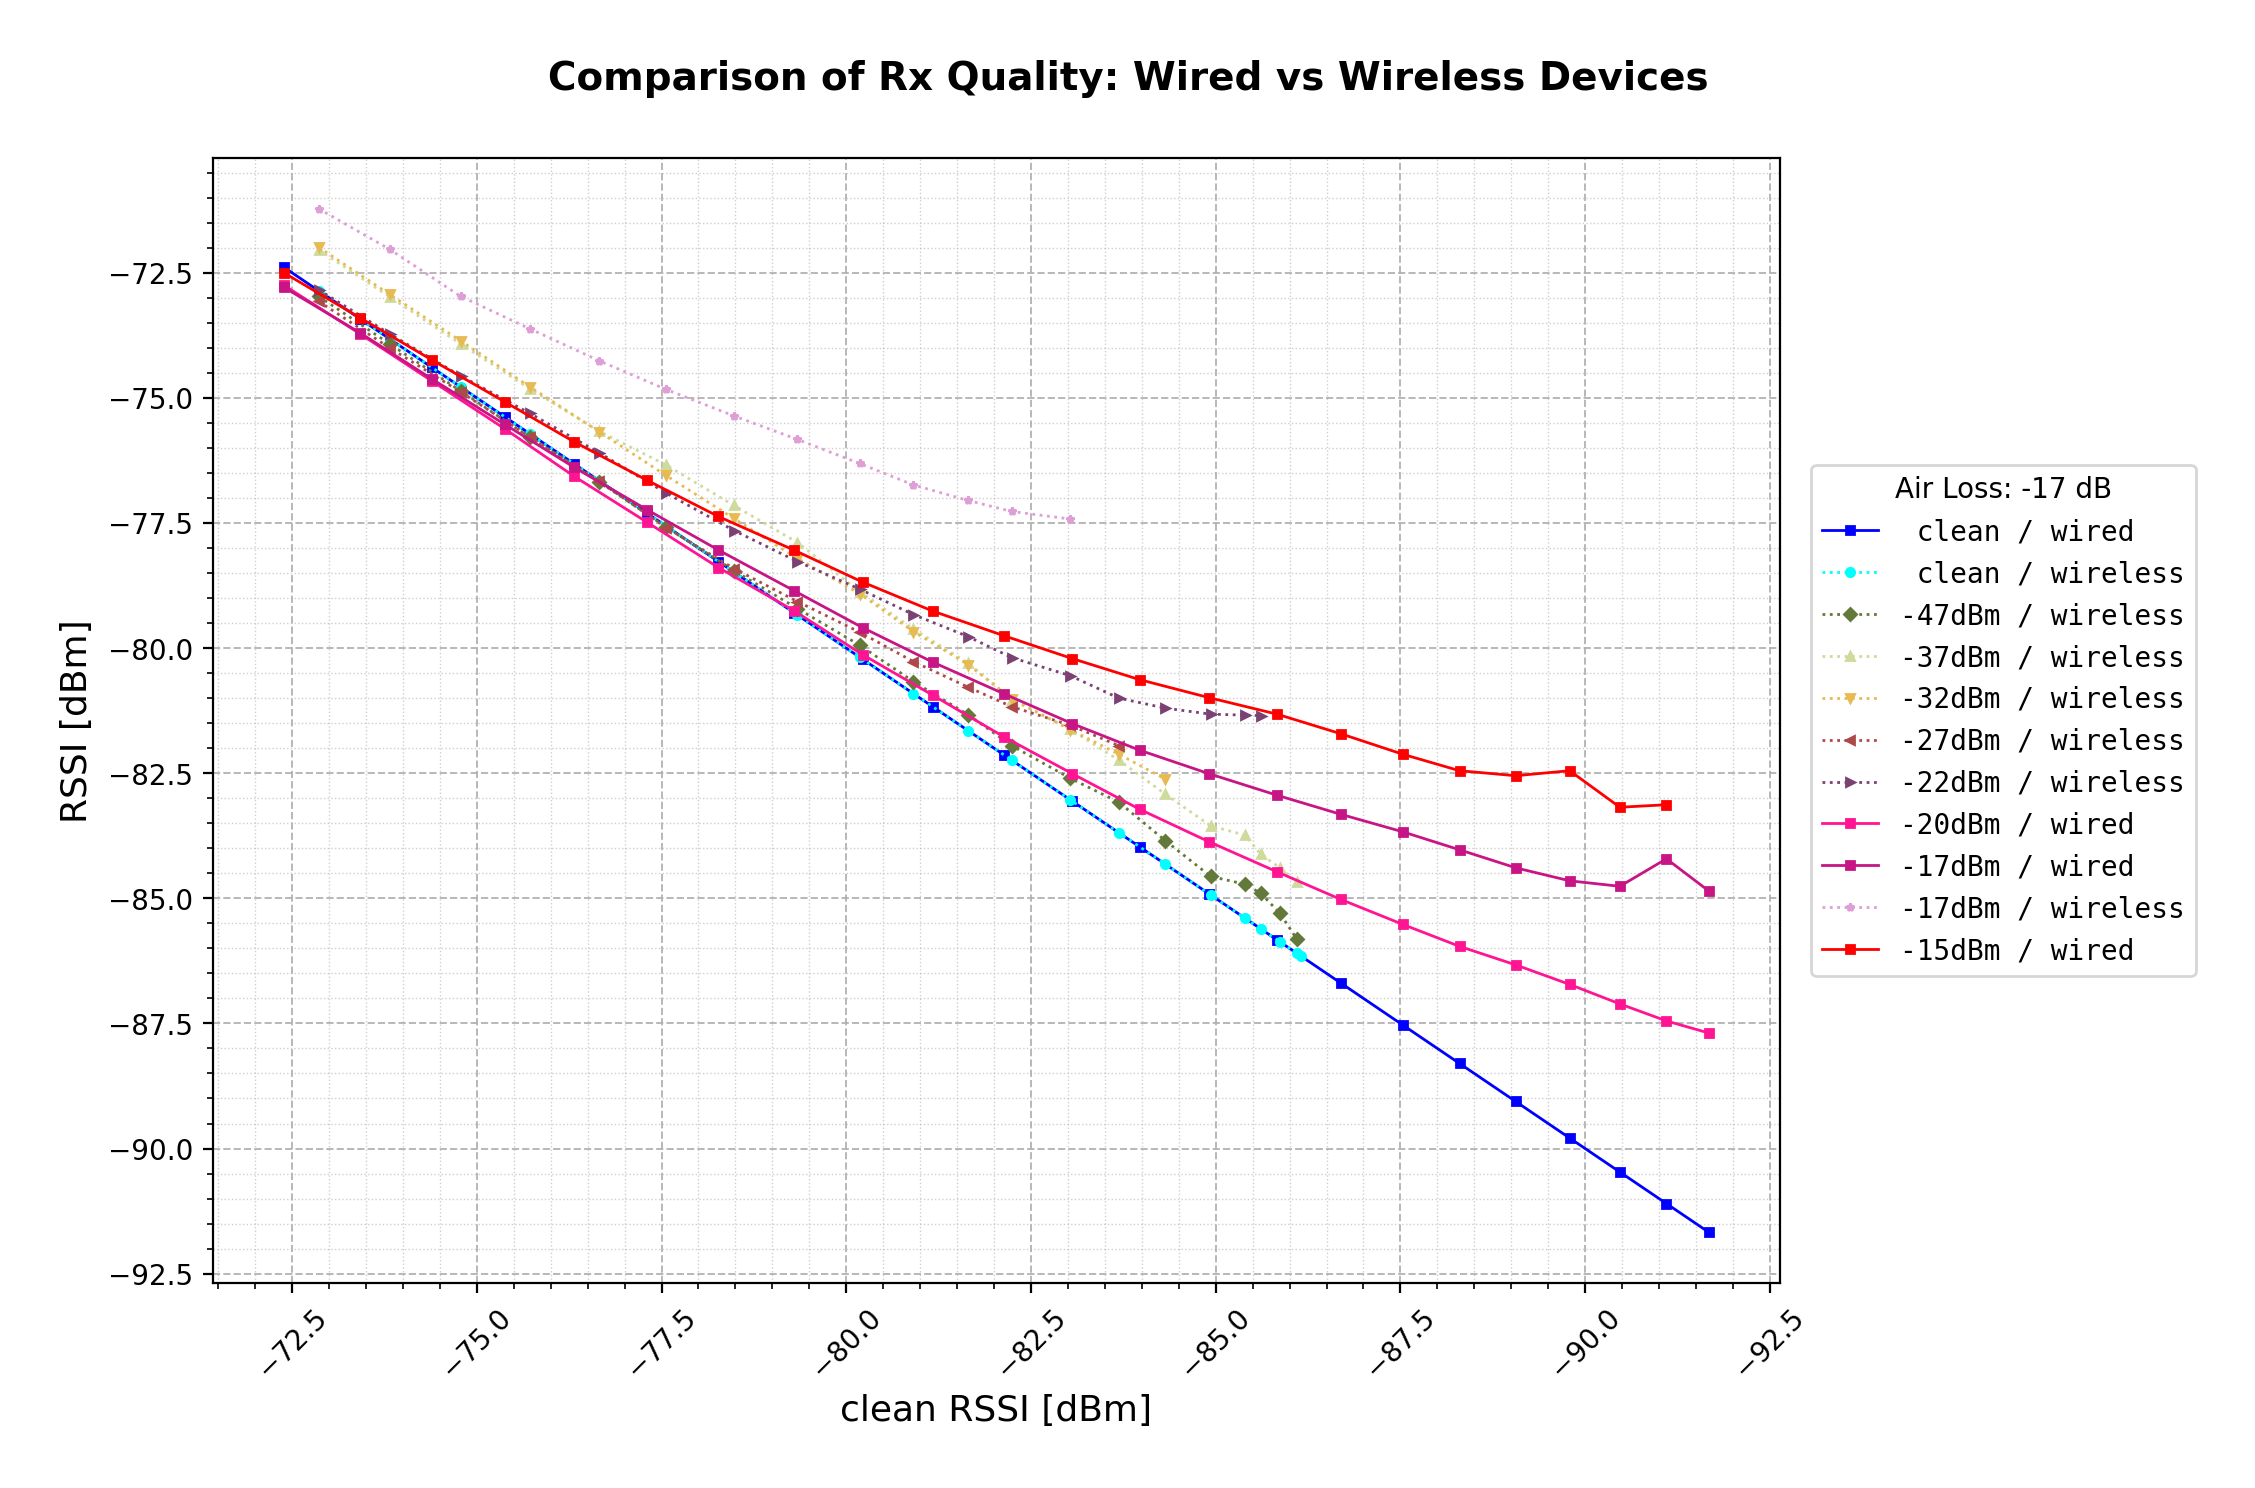 Comparison of Rx Quality: Wired vs Wireless Devices
RSSI [dBm]
−72.5
−75.0
−77.5
−80.0
−82.5
−85.0
−87.5
−90.0
−92.5
−72.5
−75.0
−77.5
−80.0
−82.5
−85.0
−87.5
−90.0
−92.5
clean RSSI [dBm]
Air Loss: -17 dB
clean / wired
clean / wireless
-47dBm / wireless
-37dBm / wireless
-32dBm / wireless
-27dBm / wireless
-22dBm / wireless
-20dBm / wired
-17dBm / wired
-17dBm / wireless
-15dBm / wired